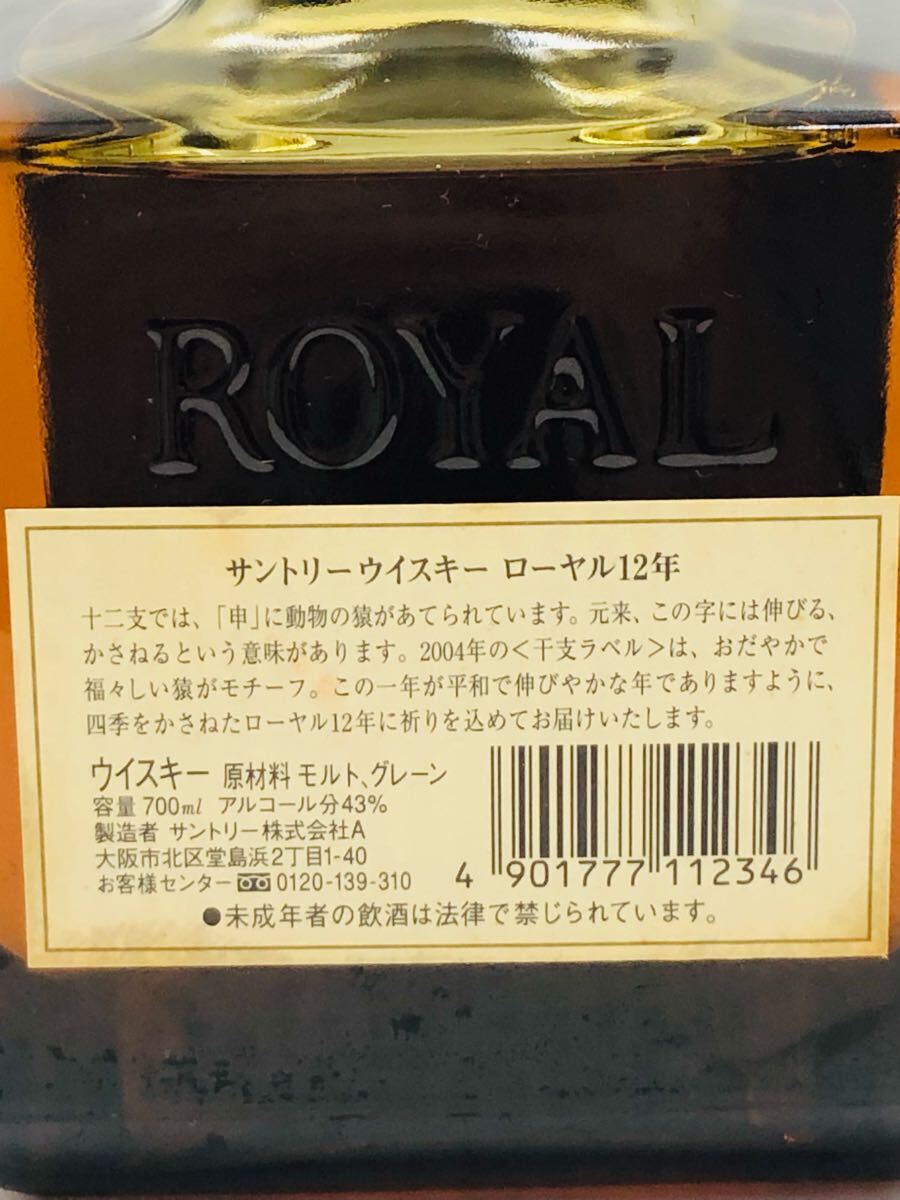 ROYAL
サントリーウイスキー ローヤル12年
十二支では、「申」に動物の猿があてられています。元来、この字には伸びる、
かさねるという意味があります。2004年の＜干支ラベル＞は、おだやかで
福々しい猿がモチーフ。この一年が平和で伸びやかな年でありますように、
四季をかさねたローヤル12年に祈りを込めてお届けいたします。
ウイスキー 原材料 モルト、グレーン
容量 700ml アルコール分43%
製造者 サントリー株式会社A
大阪市北区堂島浜2丁目1-40
お客様センター 0120-139-310
4 901777 112346
●未成年者の飲酒は法律で禁じられています。